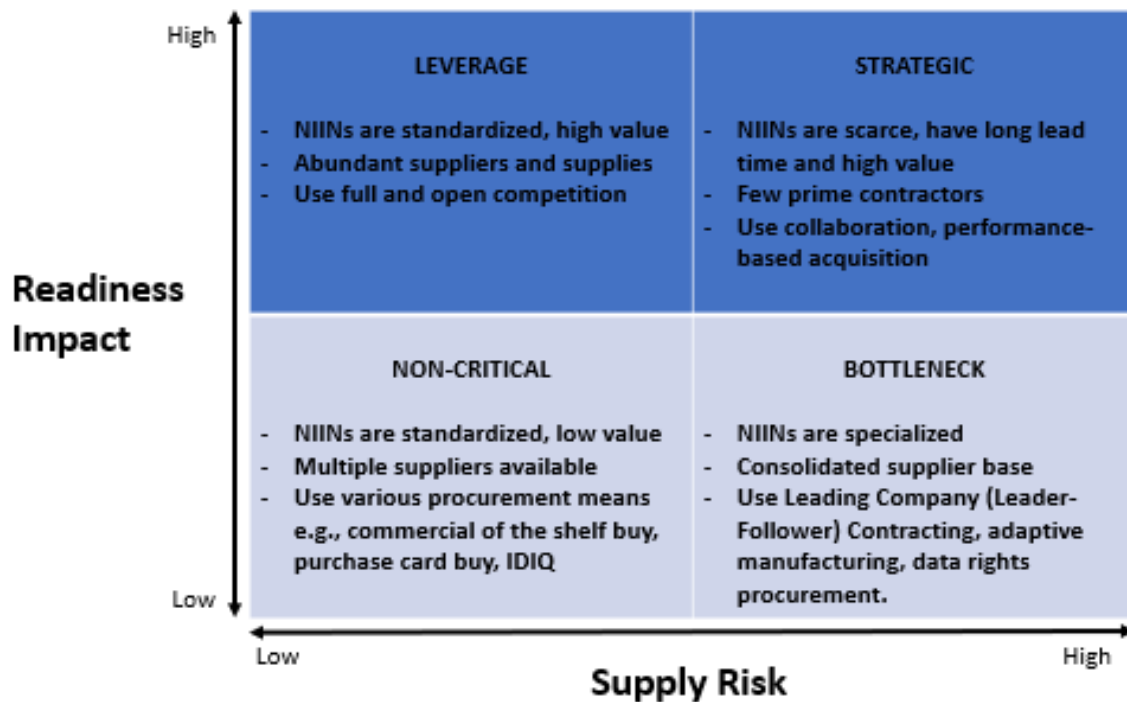 High
LEVERAGE
- NIINs are standardized, high value
- Abundant suppliers and supplies
- Use full and open competition
STRATEGIC
- NIINs are scarce, have long lead
time and high value
- Few prime contractors
- Use collaboration, performance-
based acquisition
Readiness
Impact
NON-CRITICAL
- NIINs are standardized, low value
- Multiple suppliers available
- Use various procurement means
e.g., commercial of the shelf buy,
purchase card buy, IDIQ
BOTTLENECK
- NIINs are specialized
- Consolidated supplier base
- Use Leading Company (Leader-
Follower) Contracting, adaptive
manufacturing, data rights
procurement.
Low
Low
High
Supply Risk